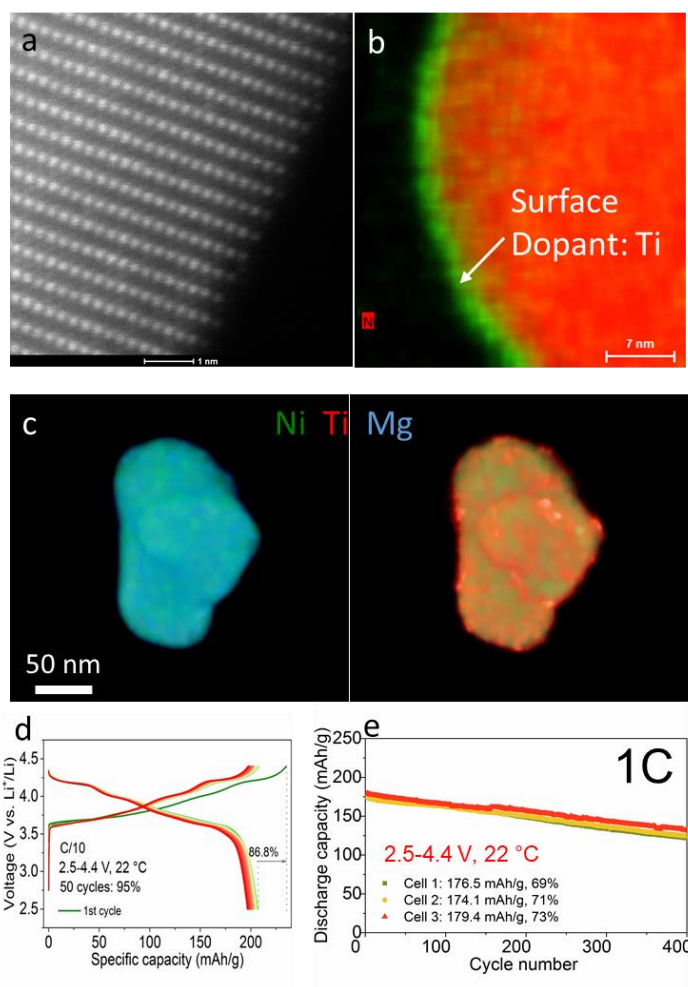 a
1 nm
b
Surface
Dopant: Ti
N
7 nm
c
Ni Ti Mg
50 nm
d
Voltage (V vs. Li⁺/Li)
4.5
4.0
3.5
3.0
2.5
86.8%
C/10
2.5-4.4 V, 22 °C
50 cycles: 95%
1st cycle
0 50 100 150 200
Specific capacity (mAh/g)
e
Discharge capacity (mAh/g)
250
200
150
100
50
0
1C
2.5-4.4 V, 22 °C
Cell 1: 176.5 mAh/g, 69%
Cell 2: 174.1 mAh/g, 71%
Cell 3: 179.4 mAh/g, 73%
0 100 200 300 400
Cycle number